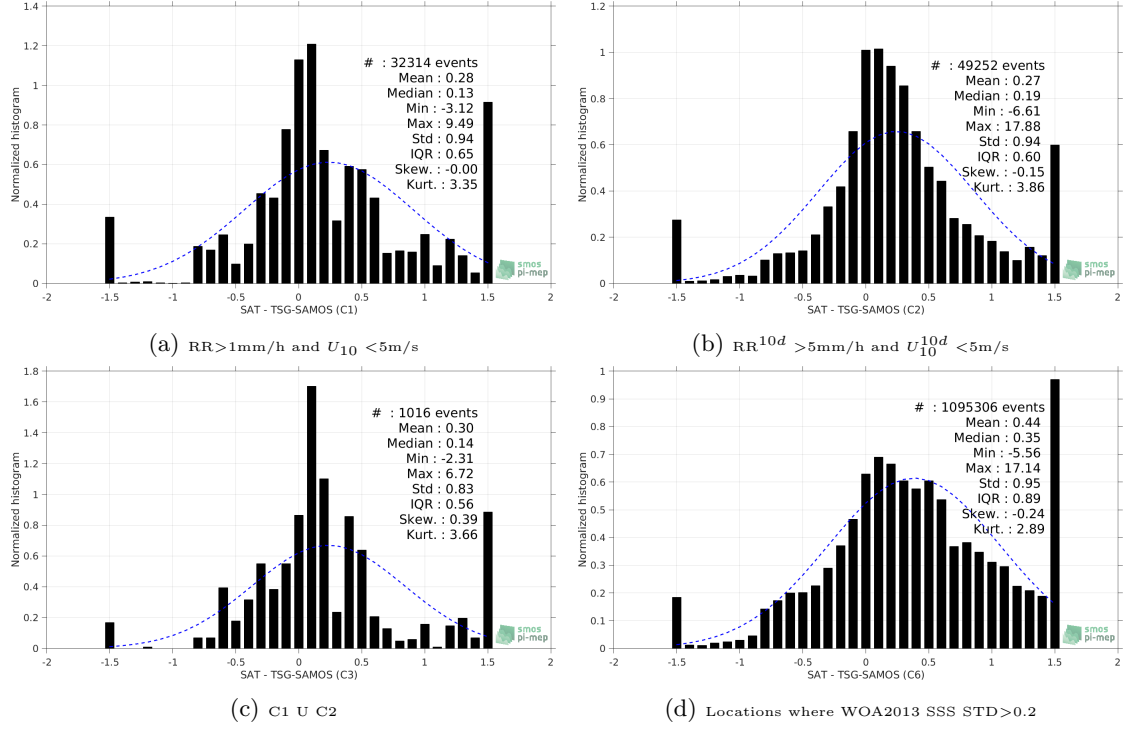 1.4
1.2
1
0.8
0.6
0.4
0.2
0
-2
-1.5
-1
-0.5
0
0.5
1
1.5
2
Normalized histogram
SAT - TSG-SAMOS (C1)
# : 32314 events
Mean : 0.28
Median : 0.13
Min : -3.12
Max : 9.49
Std : 0.94
IQR : 0.65
Skew. : -0.00
Kurt. : 3.35
smos
pi-mep
(a) RR>1mm/h and U10 <5m/s
1.2
1
0.8
0.6
0.4
0.2
0
-2
-1.5
-1
-0.5
0
0.5
1
1.5
2
Normalized histogram
SAT - TSG-SAMOS (C2)
# : 49252 events
Mean : 0.27
Median : 0.19
Min : -6.61
Max : 17.88
Std : 0.94
IQR : 0.60
Skew. : -0.15
Kurt. : 3.86
smos
pi-mep
(b) RR^10d >5mm/h and U10^10d <5m/s
1.8
1.6
1.4
1.2
1
0.8
0.6
0.4
0.2
0
-2
-1.5
-1
-0.5
0
0.5
1
1.5
2
Normalized histogram
SAT - TSG-SAMOS (C3)
# : 1016 events
Mean : 0.30
Median : 0.14
Min : -2.31
Max : 6.72
Std : 0.83
IQR : 0.56
Skew. : 0.39
Kurt. : 3.66
smos
pi-mep
(c) C1 U C2
1
0.9
0.8
0.7
0.6
0.5
0.4
0.3
0.2
0.1
0
-2
-1.5
-1
-0.5
0
0.5
1
1.5
2
Normalized histogram
SAT - TSG-SAMOS (C6)
# : 1095306 events
Mean : 0.44
Median : 0.35
Min : -5.56
Max : 17.14
Std : 0.95
IQR : 0.89
Skew. : -0.24
Kurt. : 2.89
smos
pi-mep
(d) Locations where WOA2013 SSS STD>0.2